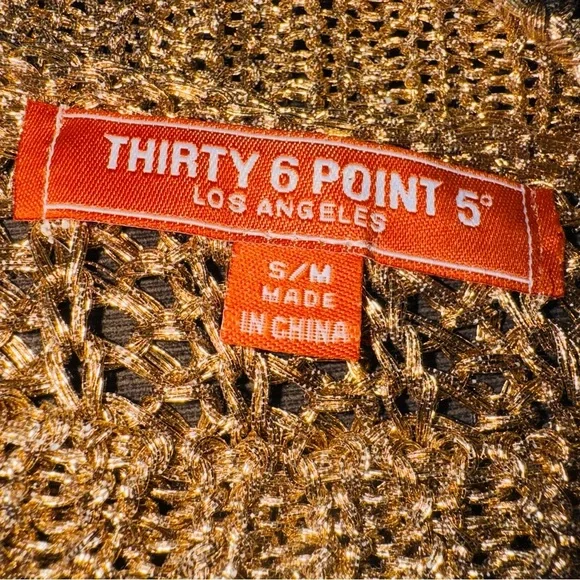 THIRTY 6 POINT 5°
LOS ANGELES
S/M
MADE
IN CHINA